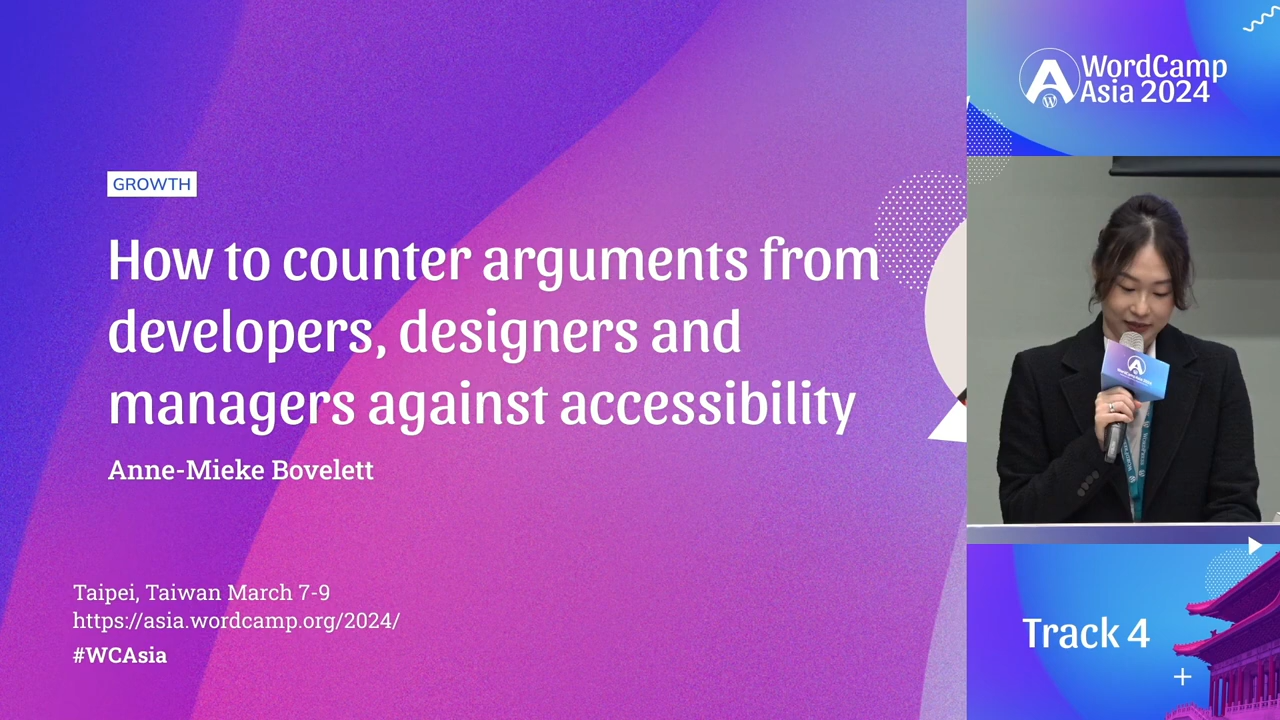 GROWTH
How to counter arguments from
developers, designers and
managers against accessibility
Anne-Mieke Bovelett
Taipei, Taiwan March 7-9
https://asia.wordcamp.org/2024/
#WCAsia
WordCamp
Asia 2024
Track 4